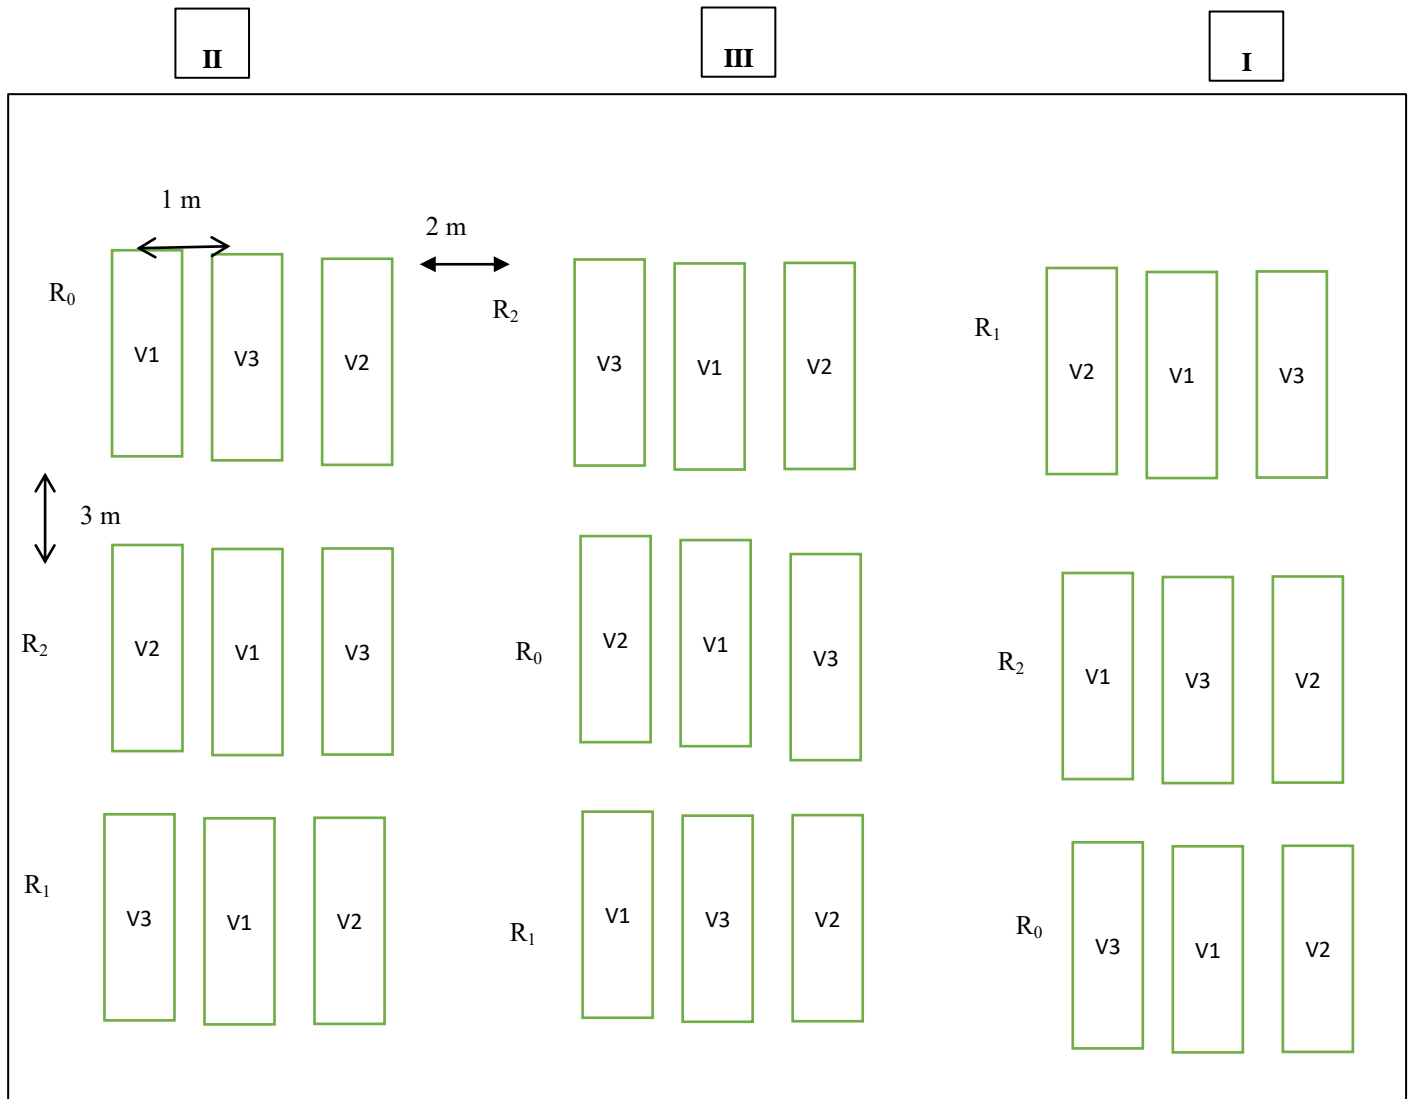 II III I
1 m
2 m
R₀ V1 V3 V2
R₂ V3 V1 V2
R₁ V2 V1 V3
3 m
R₂ V2 V1 V3
R₀ V2 V1 V3
R₂ V1 V3 V2
R₁ V3 V1 V2
R₁ V1 V3 V2
R₀ V3 V1 V2